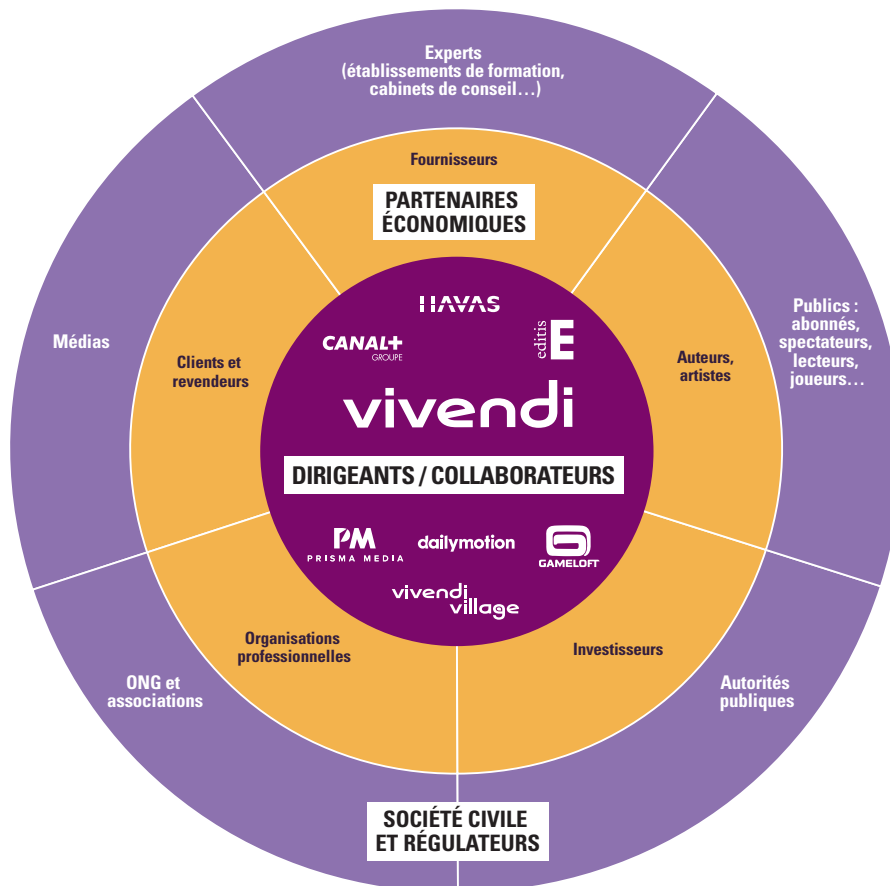 Experts
(établissements de formation,
cabinets de conseil…)
Fournisseurs
PARTENAIRES
ÉCONOMIQUES
HAVAS
CANAL+
GROUPE
editis
E
Médias
Clients et
revendeurs
Auteurs,
artistes
Publics :
abonnés,
spectateurs,
lecteurs,
joueurs…
vivendi
DIRIGEANTS / COLLABORATEURS
PM
PRISMA MEDIA
dailymotion
GAMELOFT
vivendi
village
Organisations
professionnelles
Investisseurs
ONG et
associations
Autorités
publiques
SOCIÉTÉ CIVILE
ET RÉGULATEURS